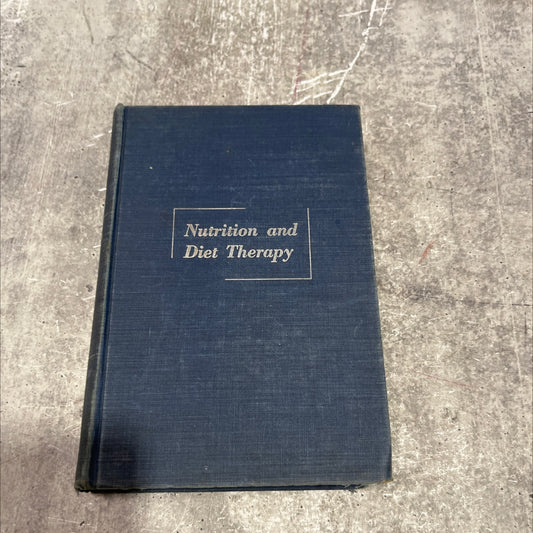 Nutrition and
Diet Therapy